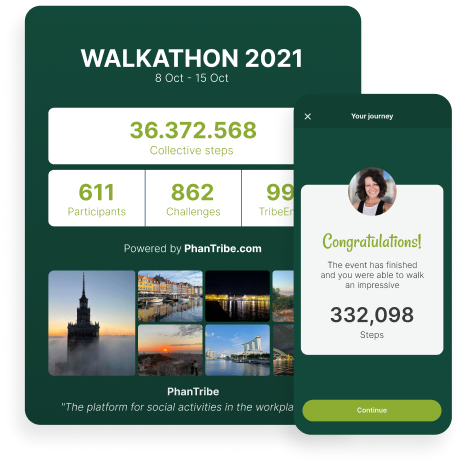 WALKATHON 2021
8 Oct - 15 Oct
36.372.568
Collective steps
611
Participants
862
Challenges
99
TribeEn
Powered by PhanTribe.com
PhanTribe
"The platform for social activities in the workpla
Your journey
Congratulations!
The event has finished
and you were able to walk
an impressive
332,098
Steps
Continue